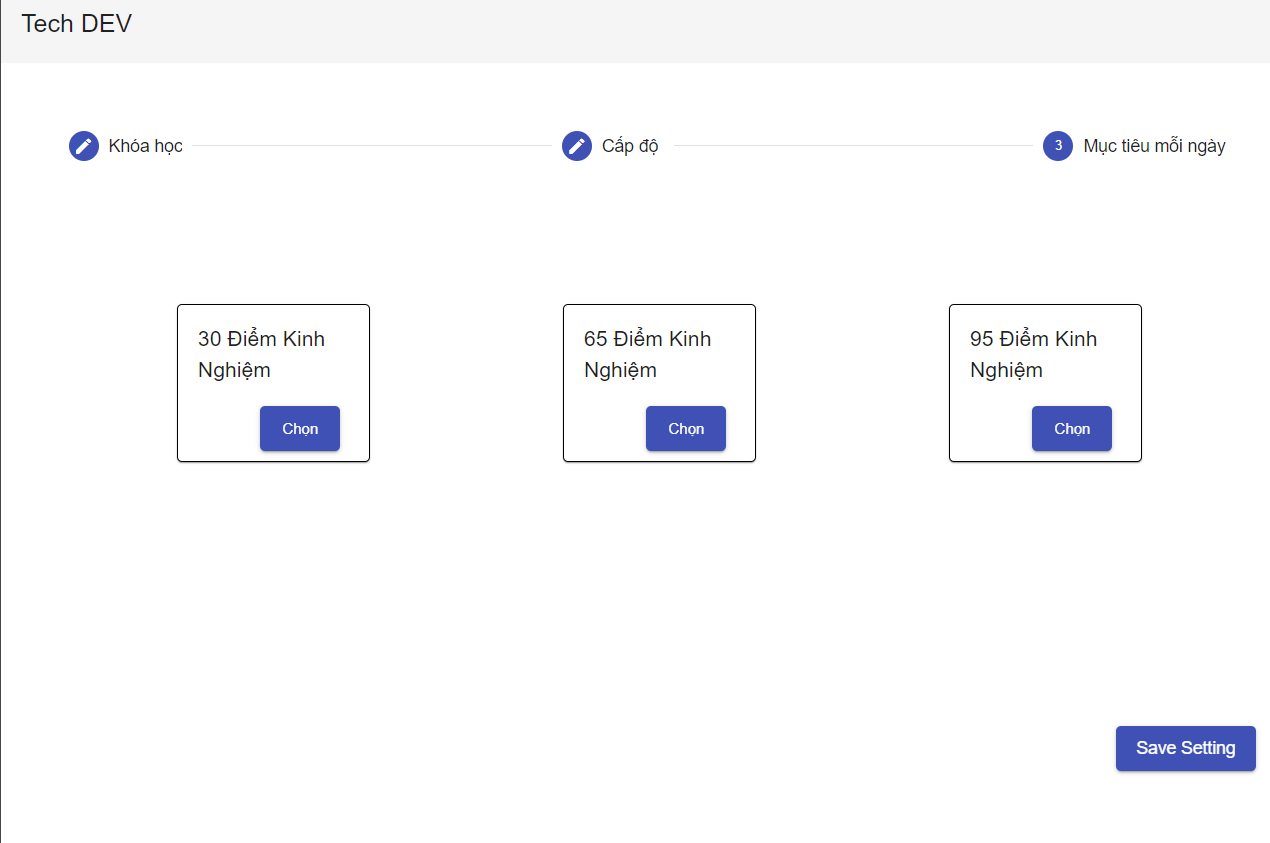 Tech DEV
Khóa học
Cấp độ
3
Mục tiêu mỗi ngày
30 Điểm Kinh
Nghiệm
Chọn
65 Điểm Kinh
Nghiệm
Chọn
95 Điểm Kinh
Nghiệm
Chọn
Save Setting